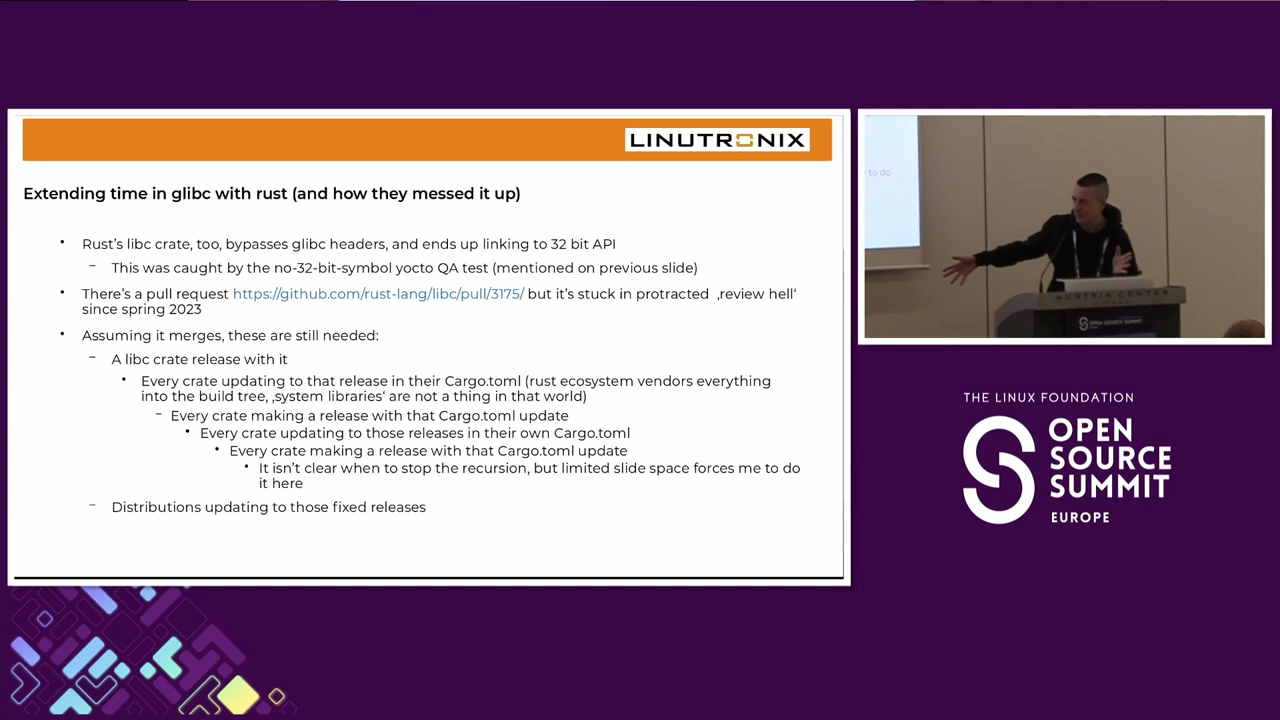 LINUTRONIX
Extending time in glibc with rust (and how they messed it up)
• Rust's libc crate, too, bypasses glibc headers, and ends up linking to 32 bit API
– This was caught by the no-32-bit-symbol yocto QA test (mentioned on previous slide)
• There's a pull request https://github.com/rust-lang/libc/pull/3175/ but it's stuck in protracted ‚review hell‘
since spring 2023
• Assuming it merges, these are still needed:
– A libc crate release with it
• Every crate updating to that release in their Cargo.toml (rust ecosystem vendors everything
into the build tree, ‚system libraries‘ are not a thing in that world)
– Every crate making a release with that Cargo.toml update
• Every crate updating to those releases in their own Cargo.toml
• Every crate making a release with that Cargo.toml update
• It isn't clear when to stop the recursion, but limited slide space forces me to do
it here
– Distributions updating to those fixed releases
to do
AUSTRIA CENTER
OPEN SOURCE SUMMIT
THE LINUX FOUNDATION
OPEN
SOURCE
SUMMIT
EUROPE